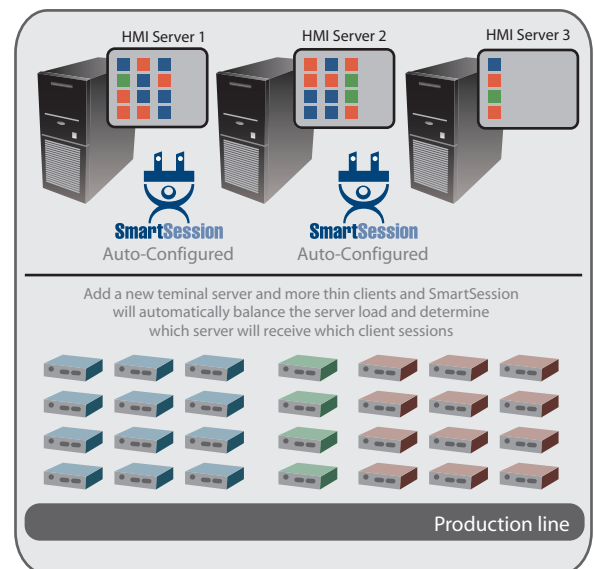 HMI Server 1
HMI Server 2
HMI Server 3
SmartSession
Auto-Configured
SmartSession
Auto-Configured
Add a new teminal server and more thin clients and SmartSession
will automatically balance the server load and determine
which server will receive which client sessions
Production line